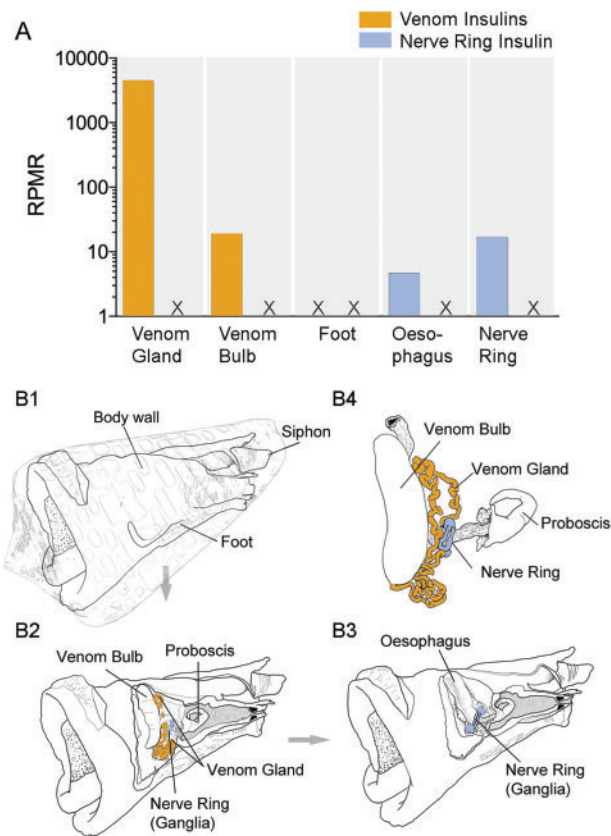 A
Venom Insulins
Nerve Ring Insulin
10000
1000
100
10
1
RPMR
X
X
X X
X
X
Venom
Gland
Venom
Bulb
Foot
Oeso-
phagus
Nerve
Ring
B1
Body wall
Siphon
Foot
B4
Venom Bulb
Venom Gland
Proboscis
Nerve Ring
B2
Venom Bulb
Proboscis
Venom Gland
Nerve Ring
(Ganglia)
B3
Oesophagus
Nerve Ring
(Ganglia)